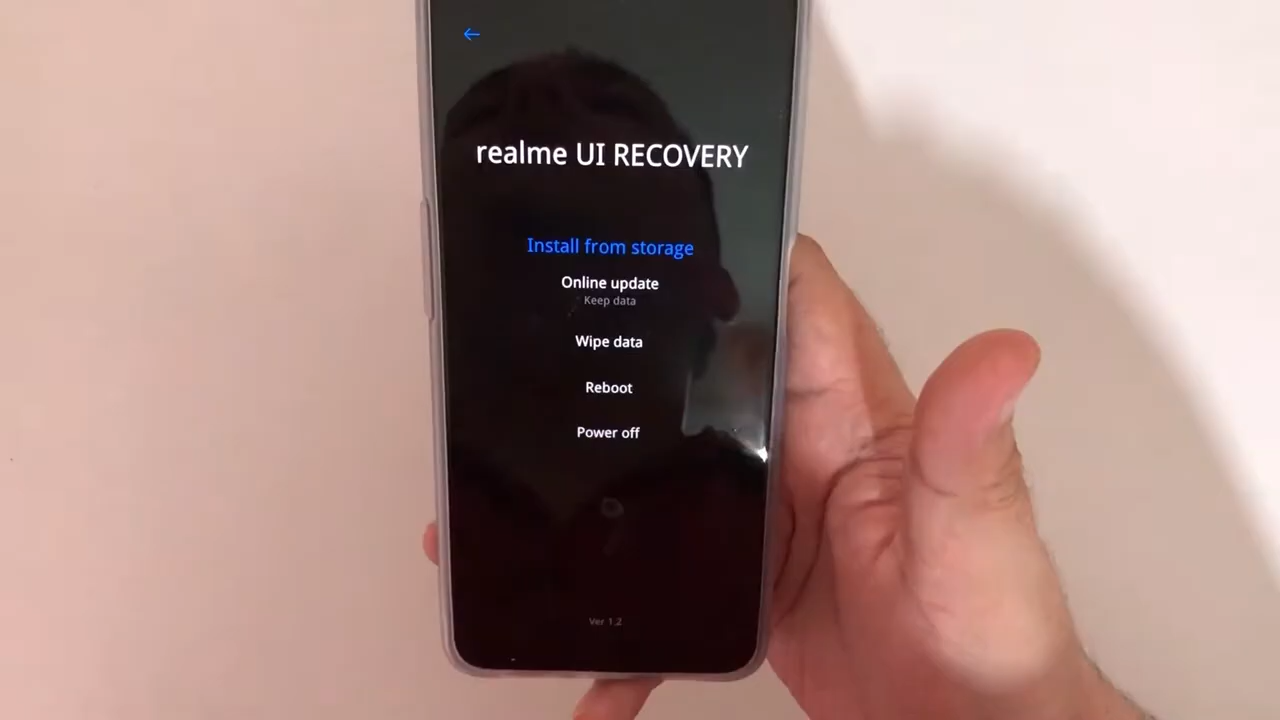 realme UI RECOVERY
Install from storage
Online update
Keep data
Wipe data
Reboot
Power off
Ver 1.2